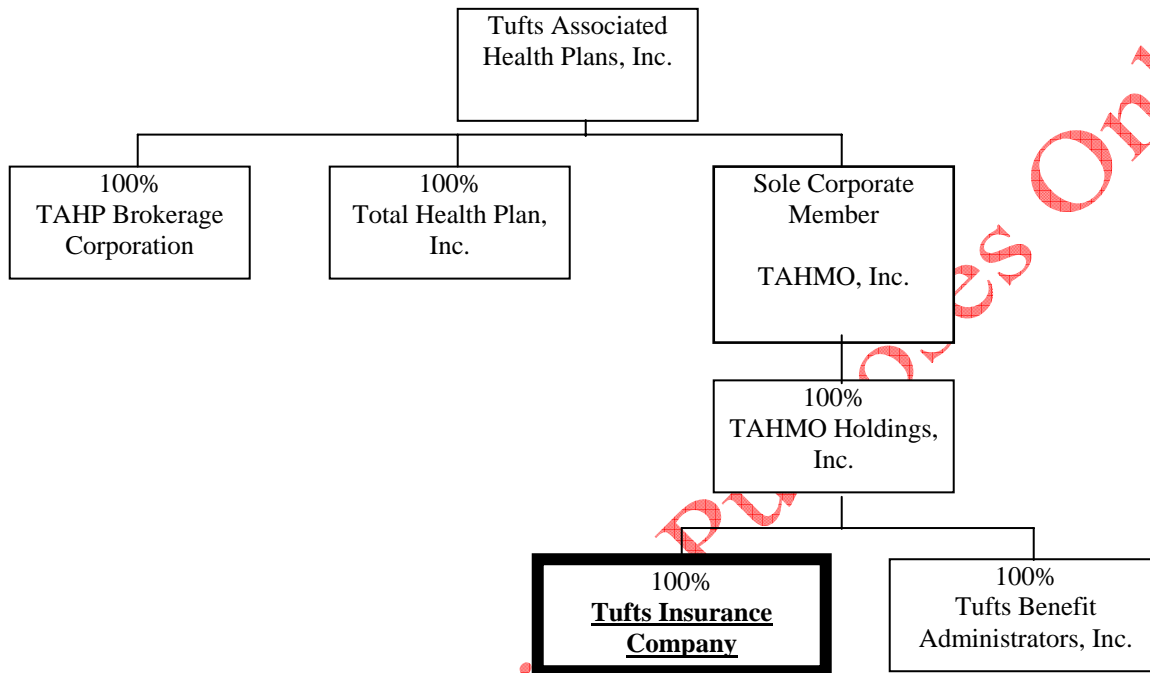 Tufts Associated
Health Plans, Inc.
100%
TAHP Brokerage
Corporation
100%
Total Health Plan,
Inc.
Sole Corporate
Member
TAHMO, Inc.
100%
TAHMO Holdings,
Inc.
100%
Tufts Insurance
Company
100%
Tufts Benefit
Administrators, Inc.